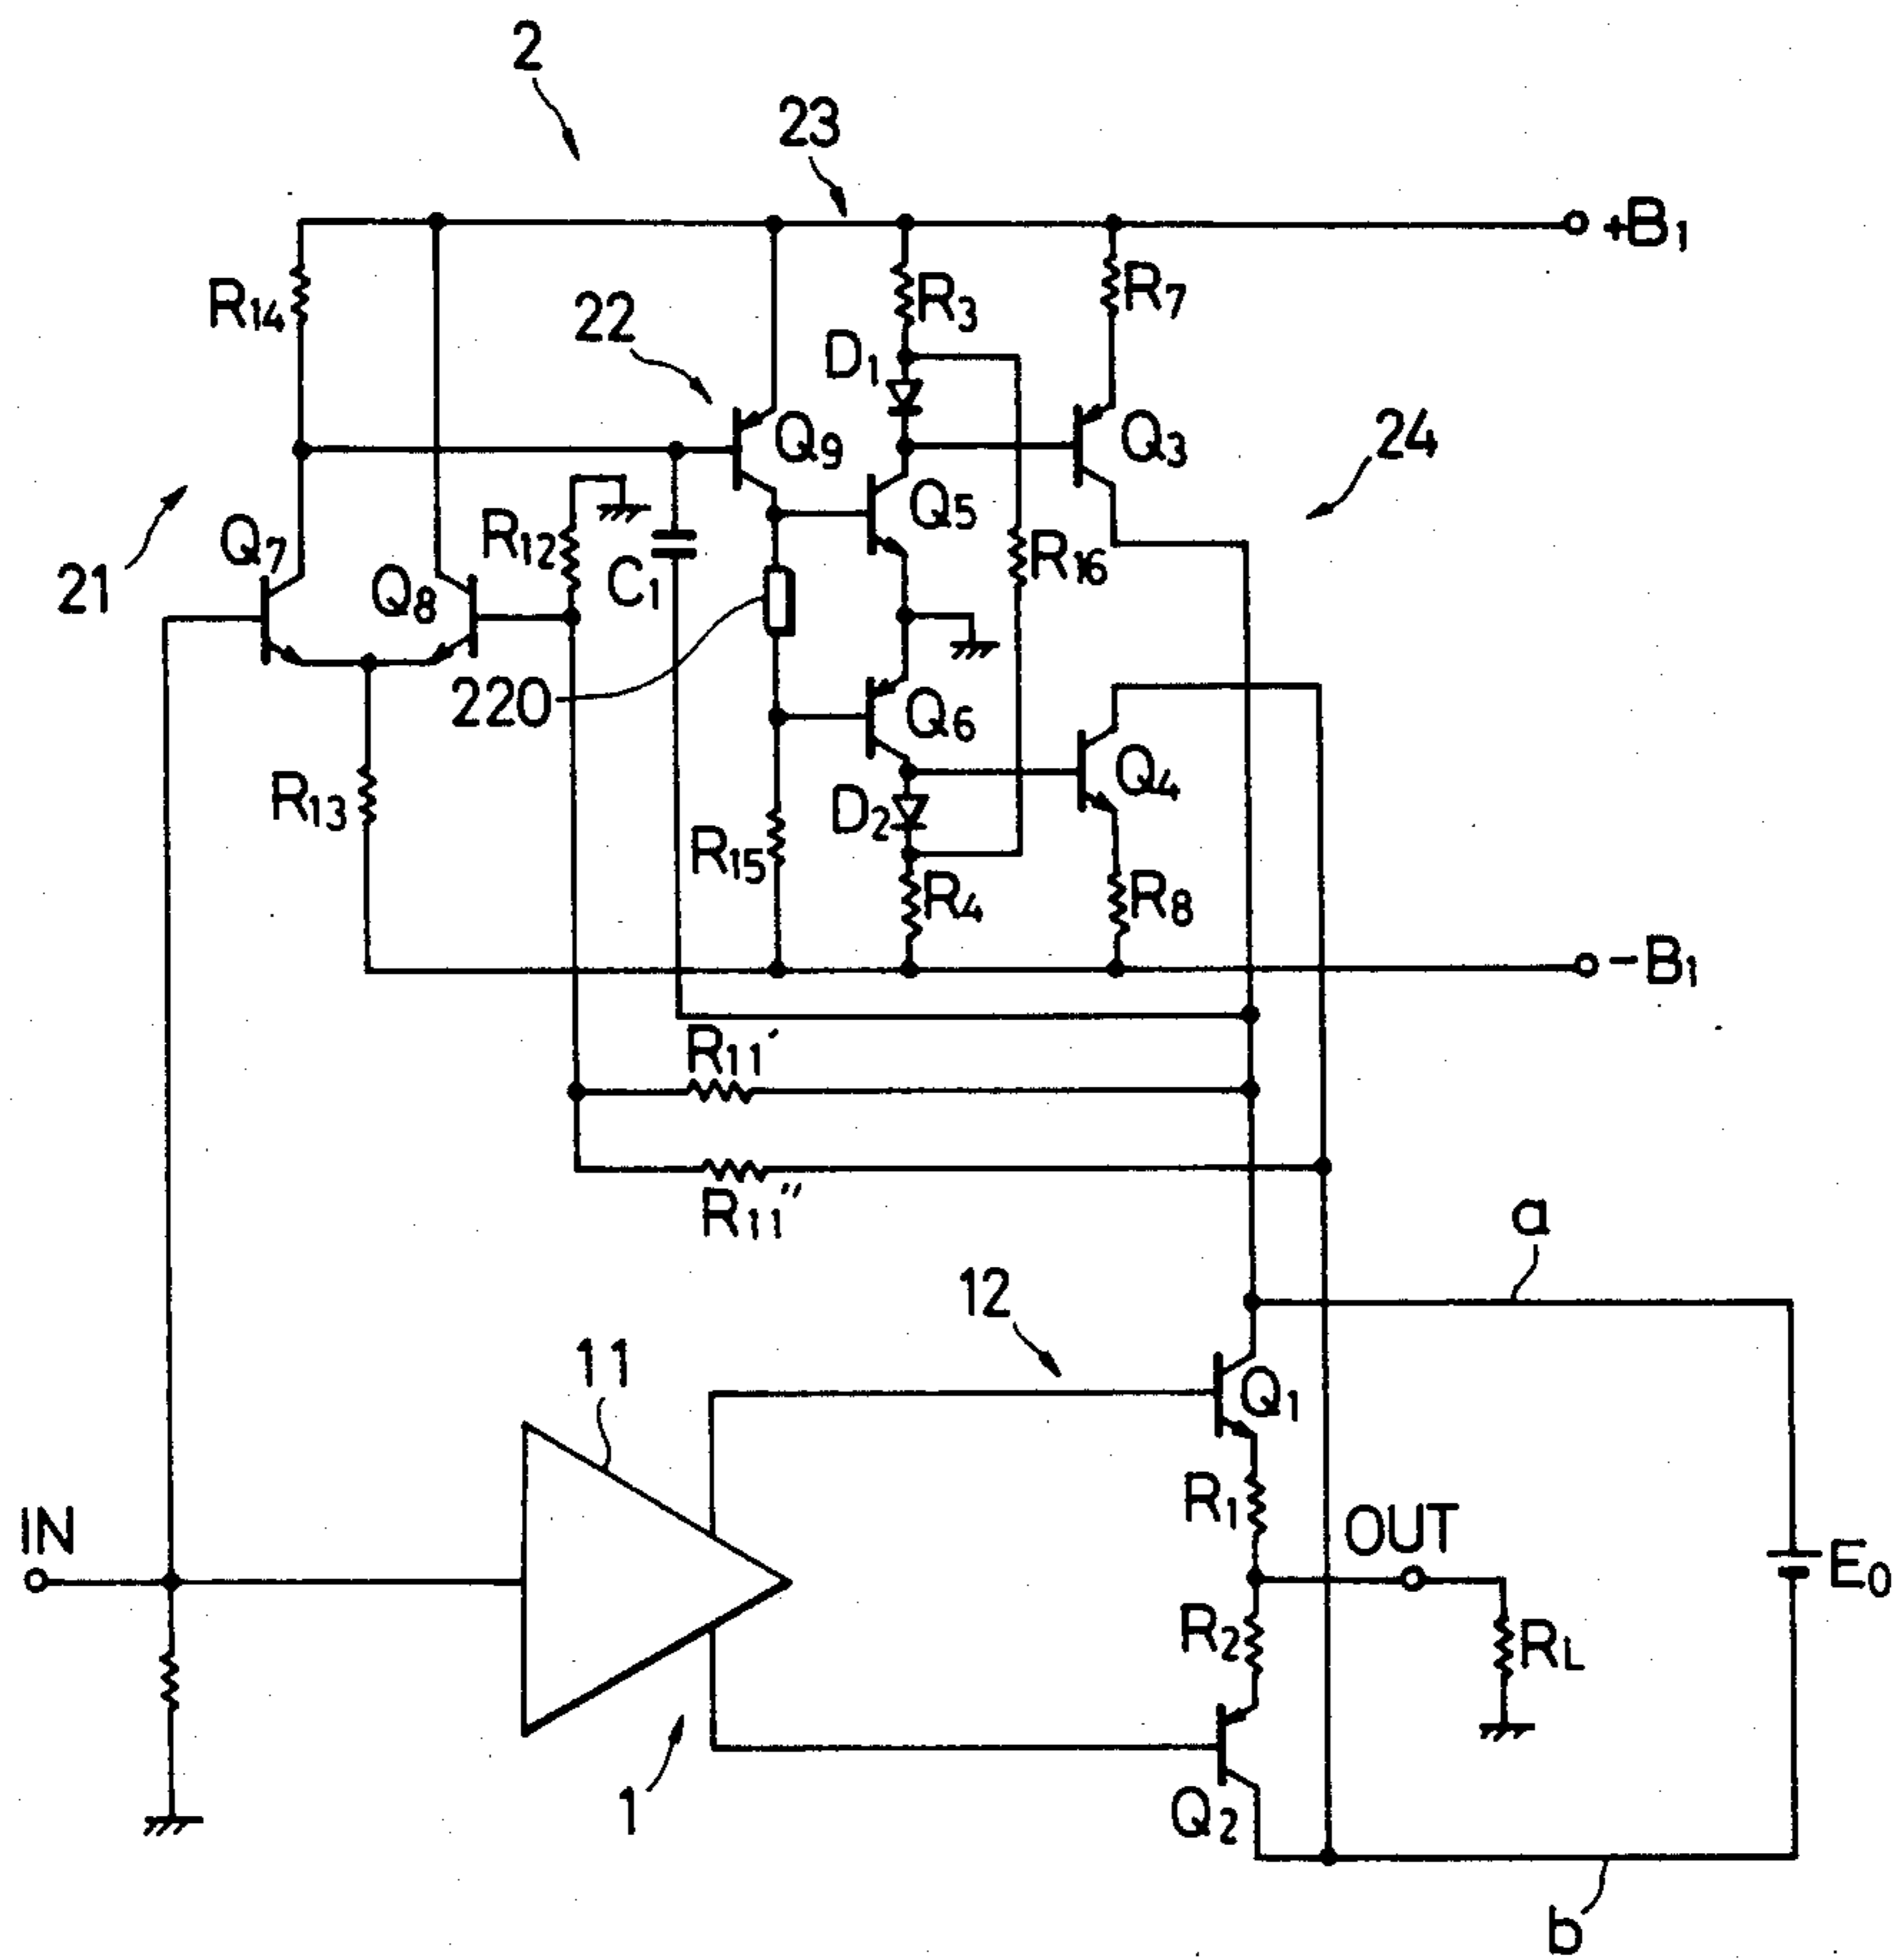 2
23
+B1
R14
R3
R7
22
D1
Q9
Q3
24
Q5
R12
Q7
21
C1
R16
Q8
220
Q6
Q4
R13
D2
R15
R4
R8
−B1
R11′
R11″
a
12
11
Q1
IN
R1
OUT
E0
R2
RL
1
Q2
b